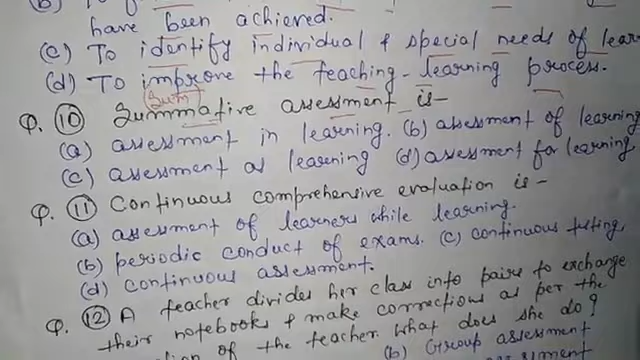 have been achieved.
(c) To identify individual & special needs of lear
(d) To improve the teaching-learning process.
Sum
Q. (10) Summative assessment is-
(a) assessment in learning. (b) assessment of learning
(c) assessment as learning (d) assessment for learning
Q. (11) Continuous comprehensive evaluation is-
(a) assessment of learners while learning.
(b) periodic conduct of exams. (c) continuous testing
(d) continuous assessment.
Q. (12) A teacher divides her class into pairs to exchange
their notebooks & make corrections as per the
of the teacher. What does she do?
(b) Group assessment